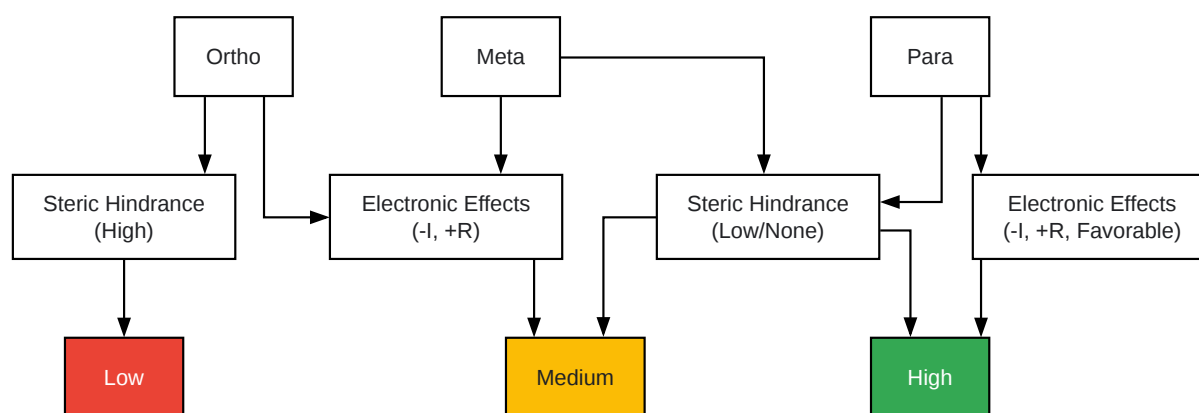 Ortho
Meta
Para
Steric Hindrance
(High)
Electronic Effects
(-I, +R)
Steric Hindrance
(Low/None)
Electronic Effects
(-I, +R, Favorable)
Low
Medium
High